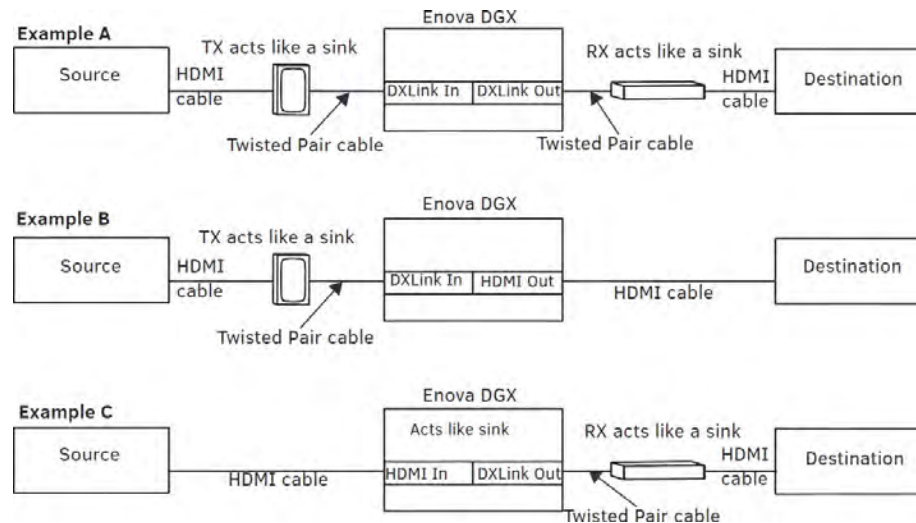 Enova DGX
Example A
TX acts like a sink
RX acts like a sink
Source
HDMI
cable
DXLink In
DXLink Out
HDMI
cable
Destination
Twisted Pair cable
Twisted Pair cable
Enova DGX
Example B
TX acts like a sink
Source
HDMI
cable
DXLink In
HDMI Out
HDMI cable
Destination
Twisted Pair cable
Enova DGX
Example C
Acts like sink
RX acts like a sink
Source
HDMI cable
HDMI In
DXLink Out
HDMI
cable
Destination
Twisted Pair cable